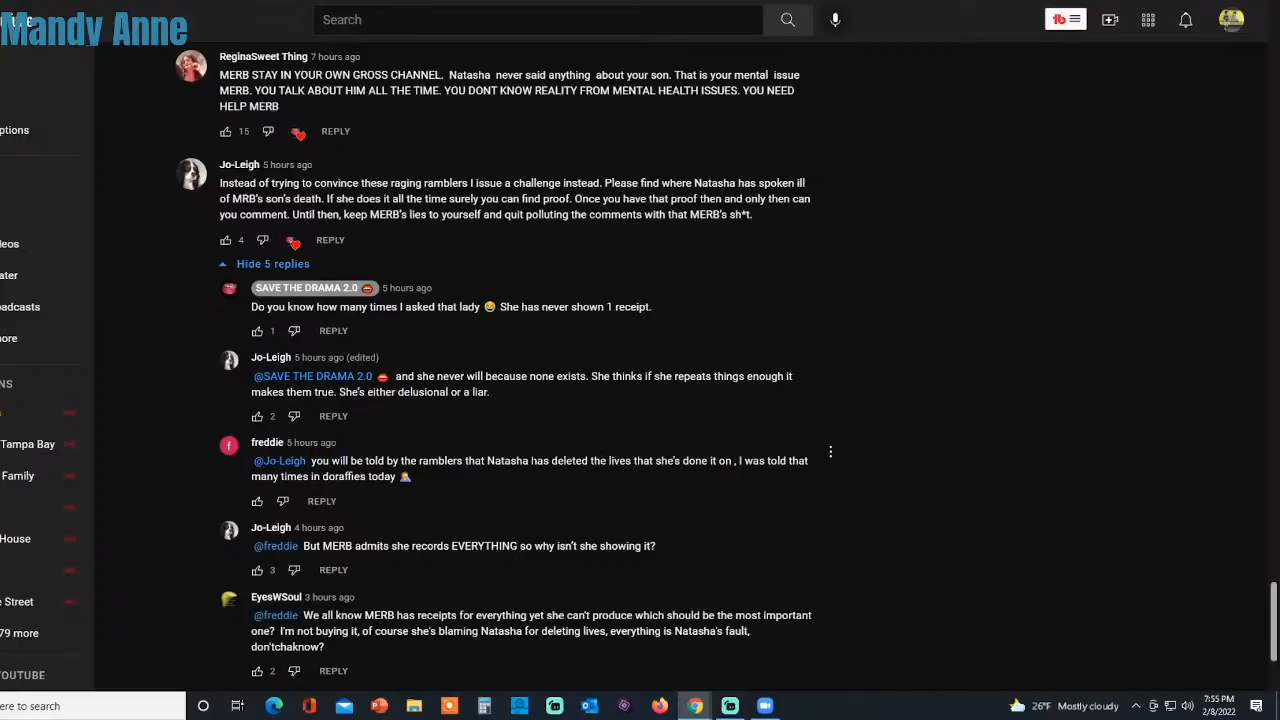 Mandy Anne
Search
ReginaSweet Thing 7 hours ago
MERB STAY IN YOUR OWN GROSS CHANNEL. Natasha never said anything about your son. That is your mental issue
MERB. YOU TALK ABOUT HIM ALL THE TIME. YOU DONT KNOW REALITY FROM MENTAL HEALTH ISSUES. YOU NEED
HELP MERB
15 REPLY
ptions
Jo-Leigh 5 hours ago
Instead of trying to convince these raging ramblers I issue a challenge instead. Please find where Natasha has spoken ill
of MRB's son's death. If she does it all the time surely you can find proof. Once you have that proof then and only then can
you comment. Until then, keep MERB's lies to yourself and quit polluting the comments with that MERB's sh*t.
4 REPLY
deos
Hide 5 replies
ater
SAVE THE DRAMA 2.0 5 hours ago
Do you know how many times I asked that lady 😂 She has never shown 1 receipt.
oadcasts
1 REPLY
ore
Jo-Leigh 5 hours ago (edited)
@SAVE THE DRAMA 2.0 and she never will because none exists. She thinks if she repeats things enough it
makes them true. She's either delusional or a liar.
NS
2 REPLY
Tampa Bay
f
freddie 5 hours ago
@Jo-Leigh you will be told by the ramblers that Natasha has deleted the lives that she's done it on , I was told that
many times in doraffies today 🤦‍♀️
Family
REPLY
House
Jo-Leigh 4 hours ago
@freddie But MERB admits she records EVERYTHING so why isn't she showing it?
3 REPLY
e Street
EyesWSoul 3 hours ago
@freddie We all know MERB has receipts for everything yet she can't produce which should be the most important
one? I'm not buying it, of course she's blaming Natasha for deleting lives, everything is Natasha's fault,
don'tchaknow?
79 more
2 REPLY
YOUTUBE
ere to search
26°F Mostly cloudy
7:55 PM
2/8/2022